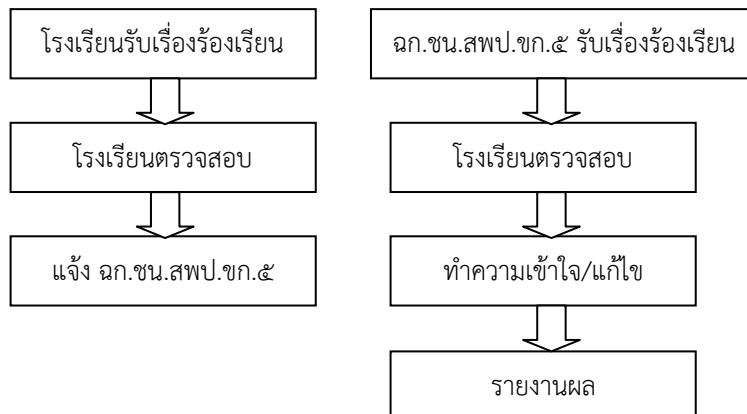 โรงเรียนรับเรื่องร้องเรียน
โรงเรียนตรวจสอบ
แจ้ง ฉก.ชน.สพป.ขก.๕
ฉก.ชน.สพป.ขก.๕ รับเรื่องร้องเรียน
โรงเรียนตรวจสอบ
ทำความเข้าใจ/แก้ไข
รายงานผล